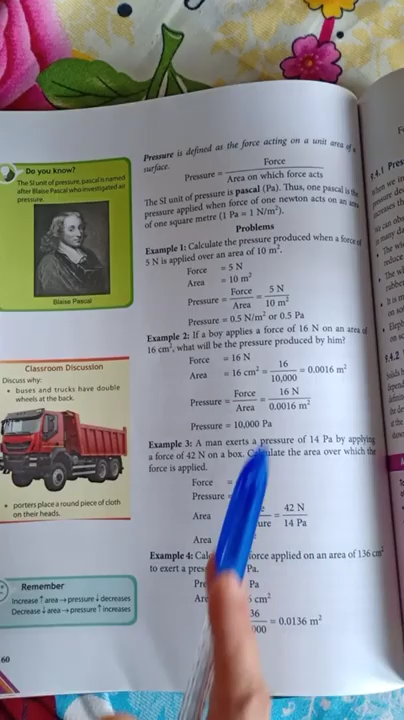 Do you know?
The SI unit of pressure, pascal is named
after Blaise Pascal who investigated air
pressure.
Blaise Pascal
Classroom Discussion
Discuss why:
• buses and trucks have double
wheels at the back.
• porters place a round piece of cloth
on their heads.
Remember
Increase ↑ area → pressure ↓ decreases
Decrease ↓ area → pressure ↑ increases
60
Pressure is defined as the force acting on a unit area of a
surface.
Pressure = Force / Area on which force acts
The SI unit of pressure is pascal (Pa). Thus, one pascal is the
pressure applied when force of one newton acts on an area
of one square metre (1 Pa = 1 N/m²).
Problems
Example 1: Calculate the pressure produced when a force of
5 N is applied over an area of 10 m².
Force = 5 N
Area = 10 m²
Pressure = Force / Area = 5 N / 10 m²
Pressure = 0.5 N/m² or 0.5 Pa
Example 2: If a boy applies a force of 16 N on an area of
16 cm², what will be the pressure produced by him?
Force = 16 N
Area = 16 cm² = 16 / 10,000 = 0.0016 m²
Pressure = Force / Area = 16 N / 0.0016 m²
Pressure = 10,000 Pa
Example 3: A man exerts a pressure of 14 Pa by applying
a force of 42 N on a box. Calculate the area over which the
force is applied.
Force =
Pressure
Area = 42 N / 14 Pa
Area
Example 4: force applied on an area of 136 cm²
to exert a Pa.
Pa
cm²
= 0.0136 m²
9.4.1
9.4.2